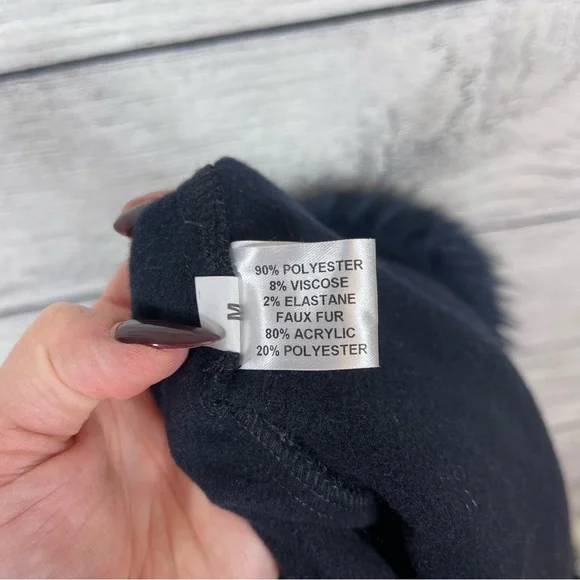 90% POLYESTER
8% VISCOSE
2% ELASTANE
FAUX FUR
80% ACRYLIC
20% POLYESTER
M